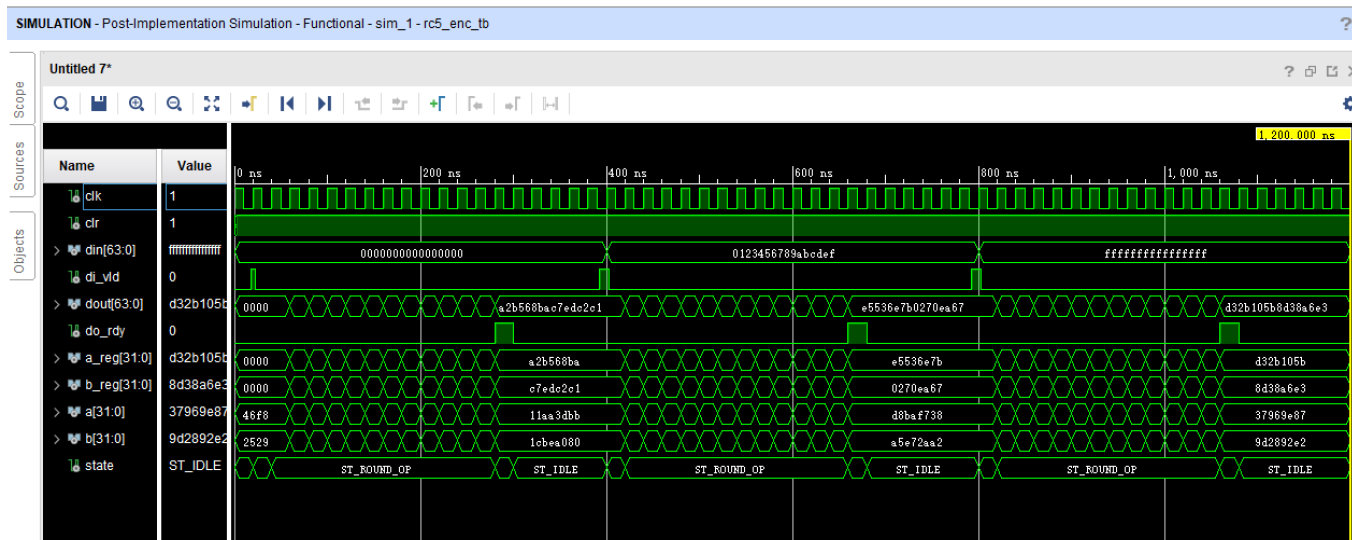 SIMULATION - Post-Implementation Simulation - Functional - sim_1 - rc5_enc_tb ?
Untitled 7*
Scope
Sources
Objects
1,200.000 ns
Name Value 0 ns 200 ns 400 ns 600 ns 800 ns 1,000 ns
clk 1
clr 1
din[63:0] ffffffffffffffff 0000000000000000 0123456789abcdef ffffffffffffffff
di_vld 0
dout[63:0] d32b105b 0000 a2b568bac7edc2c1 e5536e7b0270ea67 d32b105b8d38a6e3
do_rdy 0
a_reg[31:0] d32b105b 0000 a2b568ba e5536e7b d32b105b
b_reg[31:0] 8d38a6e3 0000 c7edc2c1 0270ea67 8d38a6e3
a[31:0] 37969e87 46f8 11aa3dbb d8baf738 37969e87
b[31:0] 9d2892e2 2529 1cbea080 a5e72aa2 9d2892e2
state ST_IDLE ST_ROUND_OP ST_IDLE ST_ROUND_OP ST_IDLE ST_ROUND_OP ST_IDLE